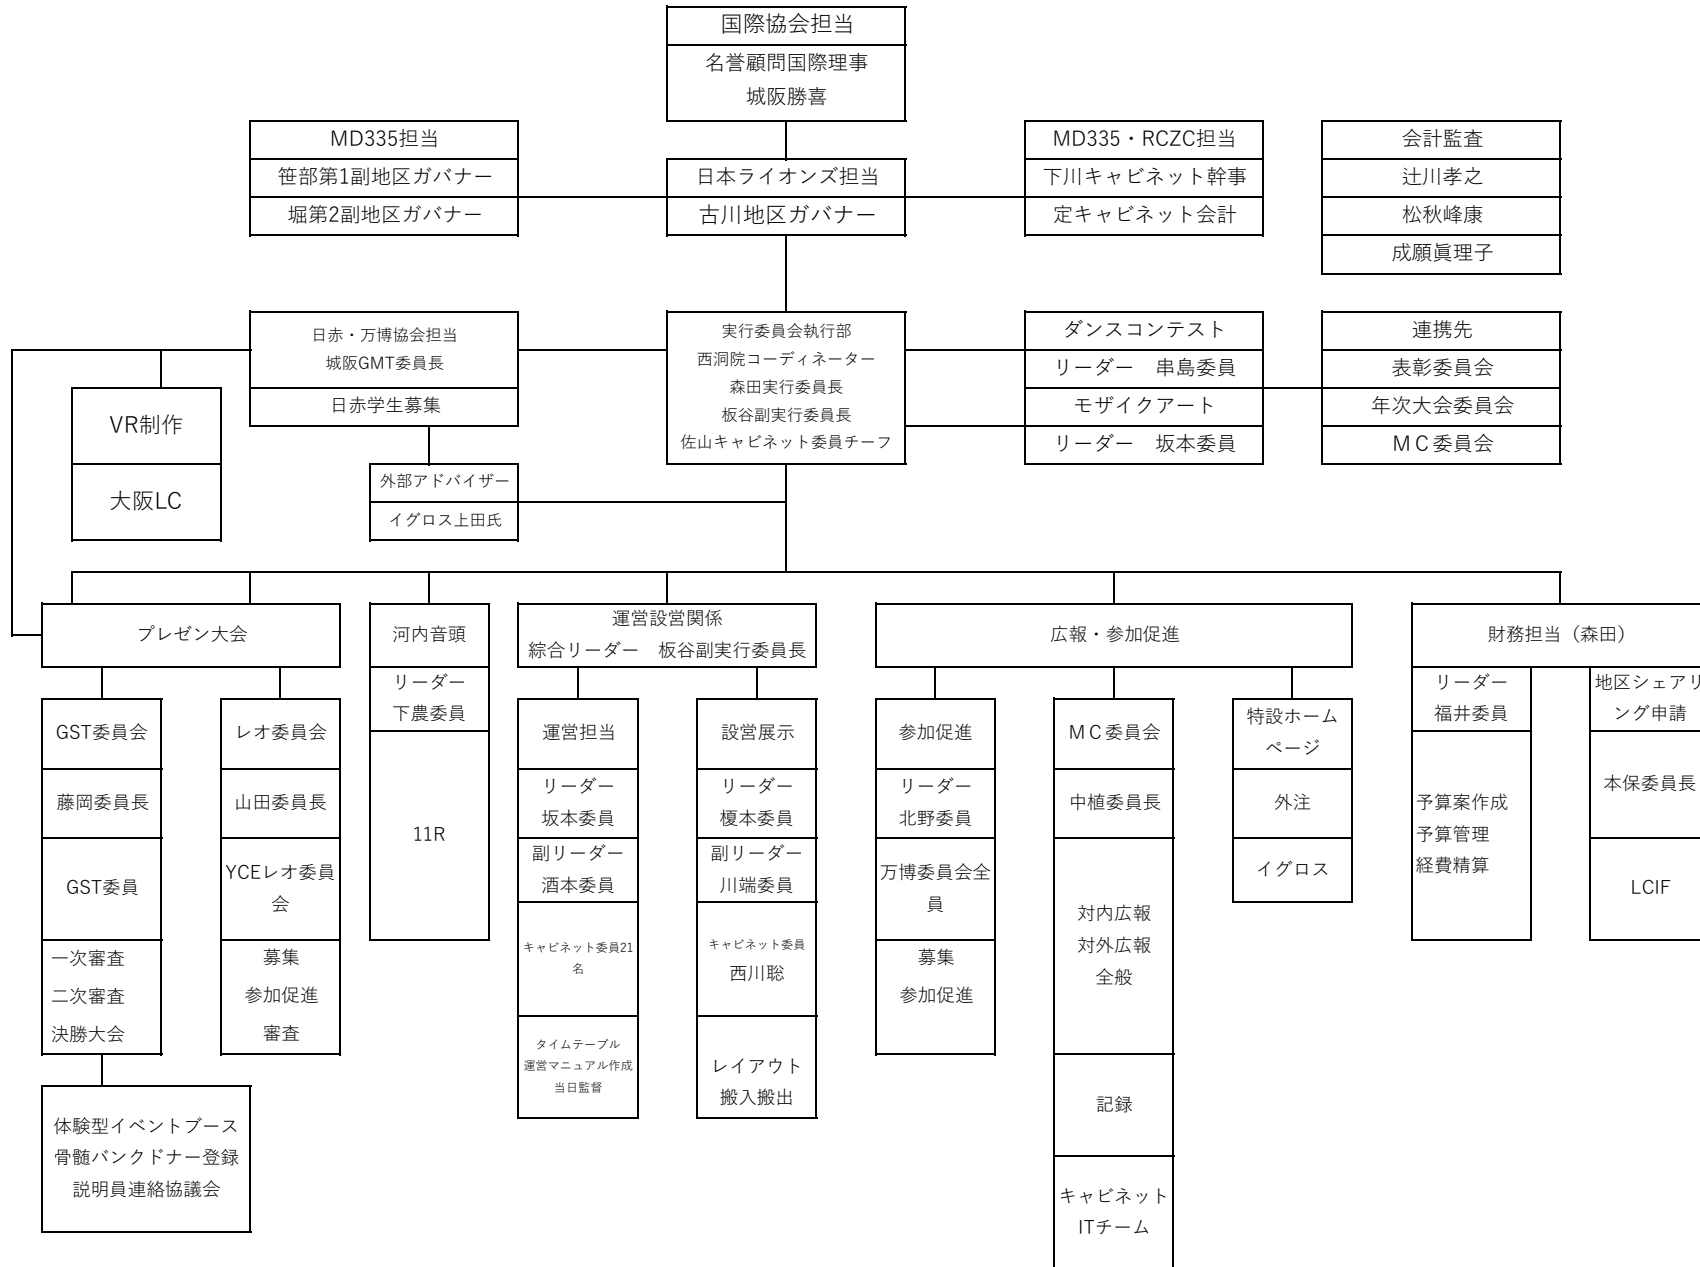 国際協会担当
名誉顧問国際理事
城阪勝喜
MD335担当
笹部第1副地区ガバナー
堀第2副地区ガバナー
日本ライオンズ担当
古川地区ガバナー
MD335・RCZC担当
下川キャビネット幹事
定キャビネット会計
会計監査
辻川孝之
松秋峰康
成願眞理子
日赤・万博協会担当
城阪GMT委員長
日赤学生募集
実行委員会執行部
西洞院コーディネーター
森田実行委員長
板谷副実行委員長
佐山キャビネット委員チーフ
ダンスコンテスト
リーダー　串島委員
モザイクアート
リーダー　坂本委員
連携先
表彰委員会
年次大会委員会
ＭＣ委員会
VR制作
大阪LC
外部アドバイザー
イグロス上田氏
プレゼン大会
GST委員会
藤岡委員長
GST委員
一次審査
二次審査
決勝大会
体験型イベントブース
骨髄バンクドナー登録
説明員連絡協議会
レオ委員会
山田委員長
YCEレオ委員
会
募集
参加促進
審査
河内音頭
リーダー
下農委員
11R
運営設営関係
綜合リーダー　板谷副実行委員長
運営担当
リーダー
坂本委員
副リーダー
酒本委員
キャビネット委員21
名
タイムテーブル
運営マニュアル作成
当日監督
設営展示
リーダー
榎本委員
副リーダー
川端委員
キャビネット委員
西川聡
レイアウト
搬入搬出
広報・参加促進
参加促進
リーダー
北野委員
万博委員会全
員
募集
参加促進
ＭＣ委員会
中植委員長
対内広報
対外広報
全般
記録
キャビネット
ITチーム
特設ホーム
ページ
外注
イグロス
財務担当（森田）
リーダー
福井委員
予算案作成
予算管理
経費精算
地区シェアリ
ング申請
本保委員長
LCIF